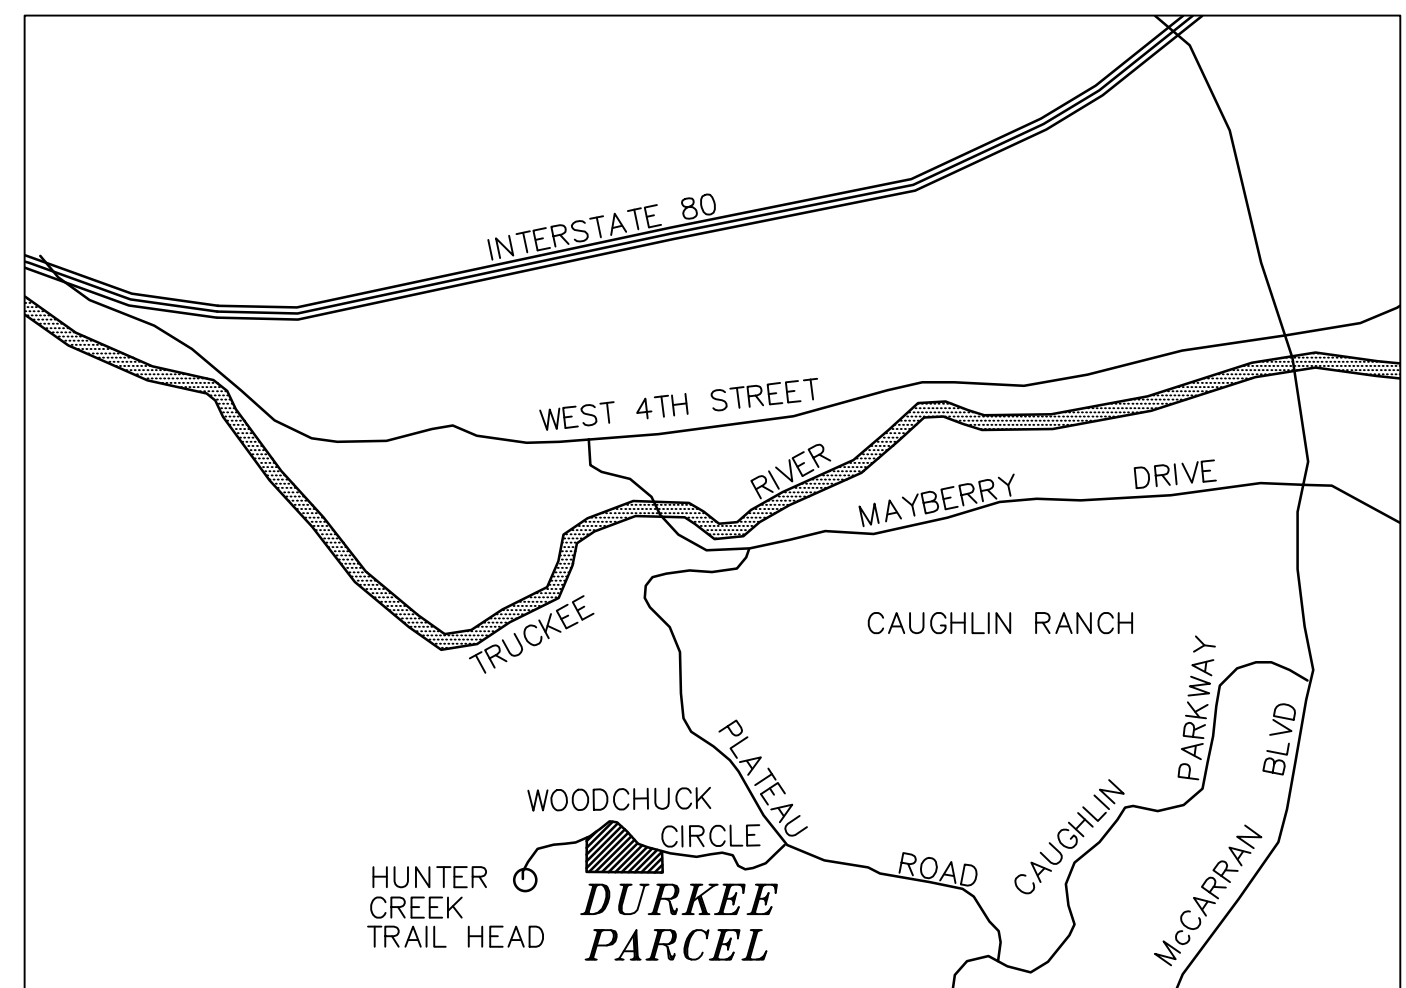 INTERSTATE 80
WEST 4TH STREET
RIVER
MAYBERRY DRIVE
TRUCKEE
CAUGHLIN RANCH
PARKWAY
BLVD
PLATEAU
WOODCHUCK
CIRCLE
CAUGHLIN
ROAD
McCARRAN
HUNTER
CREEK
TRAIL HEAD
DURKEE
PARCEL